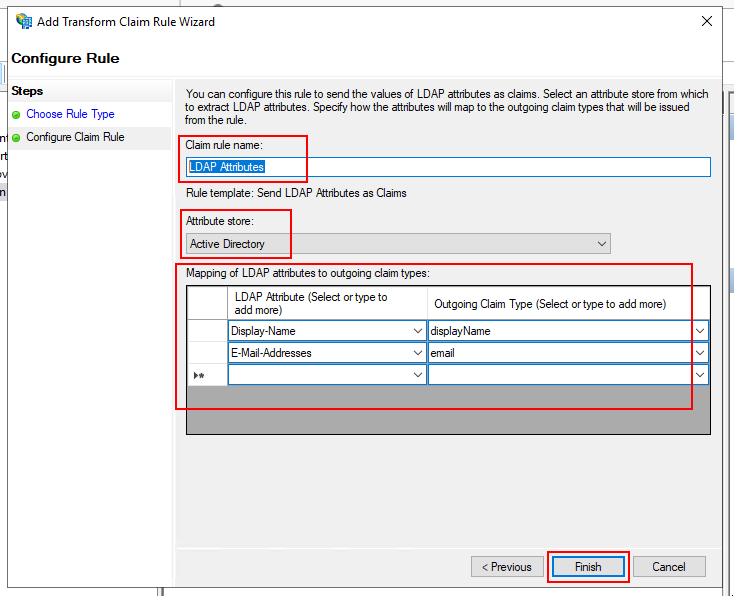 Add Transform Claim Rule Wizard
Configure Rule
Steps
Choose Rule Type
Configure Claim Rule
You can configure this rule to send the values of LDAP attributes as claims. Select an attribute store from which
to extract LDAP attributes. Specify how the attributes will map to the outgoing claim types that will be issued
from the rule.
Claim rule name:
LDAP Attributes
Rule template: Send LDAP Attributes as Claims
Attribute store:
Active Directory
Mapping of LDAP attributes to outgoing claim types:
LDAP Attribute (Select or type to
add more)
Outgoing Claim Type (Select or type to add more)
Display-Name
displayName
E-Mail-Addresses
email
< Previous
Finish
Cancel